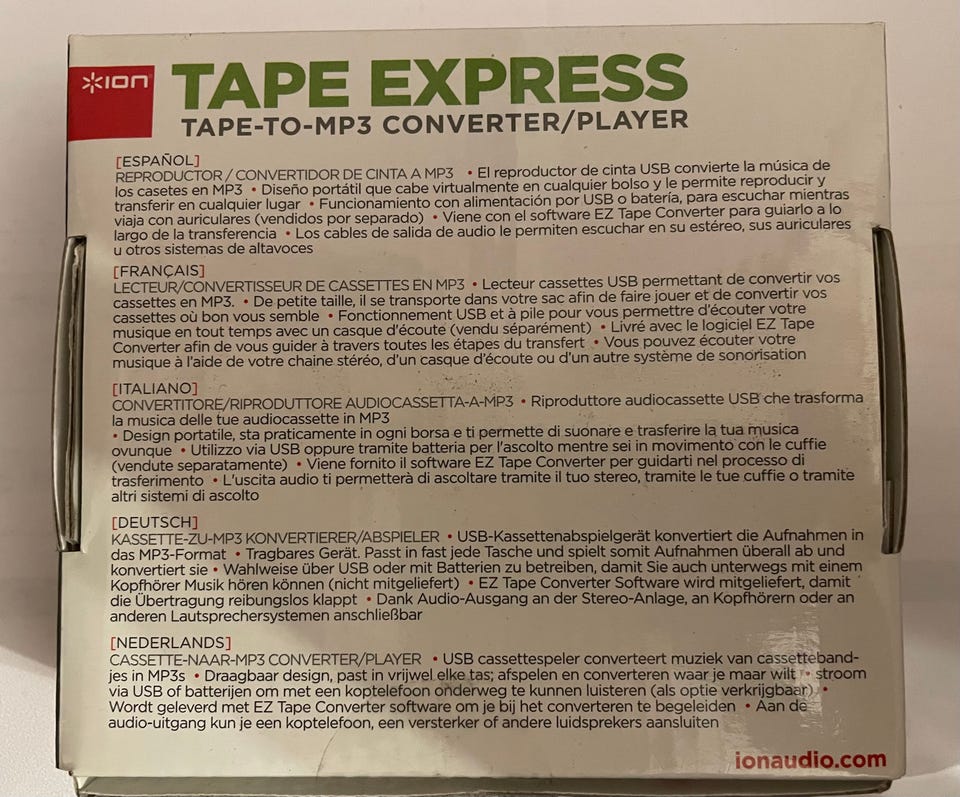 ION
TAPE EXPRESS
TAPE-TO-MP3 CONVERTER/PLAYER
[ESPAÑOL]
REPRODUCTOR / CONVERTIDOR DE CINTA A MP3 • El reproductor de cinta USB convierte la música de
los casetes en MP3 • Diseño portátil que cabe virtualmente en cualquier bolso y le permite reproducir y
transferir en cualquier lugar • Funcionamiento con alimentación por USB o batería, para escuchar mientras
viaja con auriculares (vendidos por separado) • Viene con el software EZ Tape Converter para guiarlo a lo
largo de la transferencia • Los cables de salida de audio le permiten escuchar en su estéreo, sus auriculares
u otros sistemas de altavoces
[FRANÇAIS]
LECTEUR/CONVERTISSEUR DE CASSETTES EN MP3 • Lecteur cassettes USB permettant de convertir vos
cassettes en MP3. • De petite taille, il se transporte dans votre sac afin de faire jouer et de convertir vos
cassettes où bon vous semble • Fonctionnement USB et à pile pour vous permettre d'écouter votre
musique en tout temps avec un casque d'écoute (vendu séparément) • Livré avec le logiciel EZ Tape
Converter afin de vous guider à travers toutes les étapes du transfert • Vous pouvez écouter votre
musique à l'aide de votre chaine stéréo, d'un casque d'écoute ou d'un autre système de sonorisation
[ITALIANO]
CONVERTITORE/RIPRODUTTORE AUDIOCASSETTA-A-MP3 • Riproduttore audiocassette USB che trasforma
la musica delle tue audiocassette in MP3
• Design portatile, sta praticamente in ogni borsa e ti permette di suonare e trasferire la tua musica
ovunque • Utilizzo via USB oppure tramite batteria per l'ascolto mentre sei in movimento con le cuffie
(vendute separatamente) • Viene fornito il software EZ Tape Converter per guidarti nel processo di
trasferimento • L'uscita audio ti permetterà di ascoltare tramite il tuo stereo, tramite le tue cuffie o tramite
altri sistemi di ascolto
[DEUTSCH]
KASSETTE-ZU-MP3 KONVERTIERER/ABSPIELER • USB-Kassettenabspielgerät konvertiert die Aufnahmen in
das MP3-Format • Tragbares Gerät. Passt in fast jede Tasche und spielt somit Aufnahmen überall ab und
konvertiert sie • Wahlweise über USB oder mit Batterien zu betreiben, damit Sie auch unterwegs mit einem
Kopfhörer Musik hören können (nicht mitgeliefert) • EZ Tape Converter Software wird mitgeliefert, damit
die Übertragung reibungslos klappt • Dank Audio-Ausgang an der Stereo-Anlage, an Kopfhörern oder an
anderen Lautsprechersystemen anschließbar
[NEDERLANDS]
CASSETTE-NAAR-MP3 CONVERTER/PLAYER • USB cassettespeler converteert muziek van cassetteband-
jes in MP3s • Draagbaar design, past in vrijwel elke tas; afspelen en converteren waar je maar wilt • stroom
via USB of batterijen om met een koptelefoon onderweg te kunnen luisteren (als optie verkrijgbaar) •
Wordt geleverd met EZ Tape Converter software om je bij het converteren te begeleiden • Aan de
audio-uitgang kun je een koptelefoon, een versterker of andere luidsprekers aansluiten
ionaudio.com